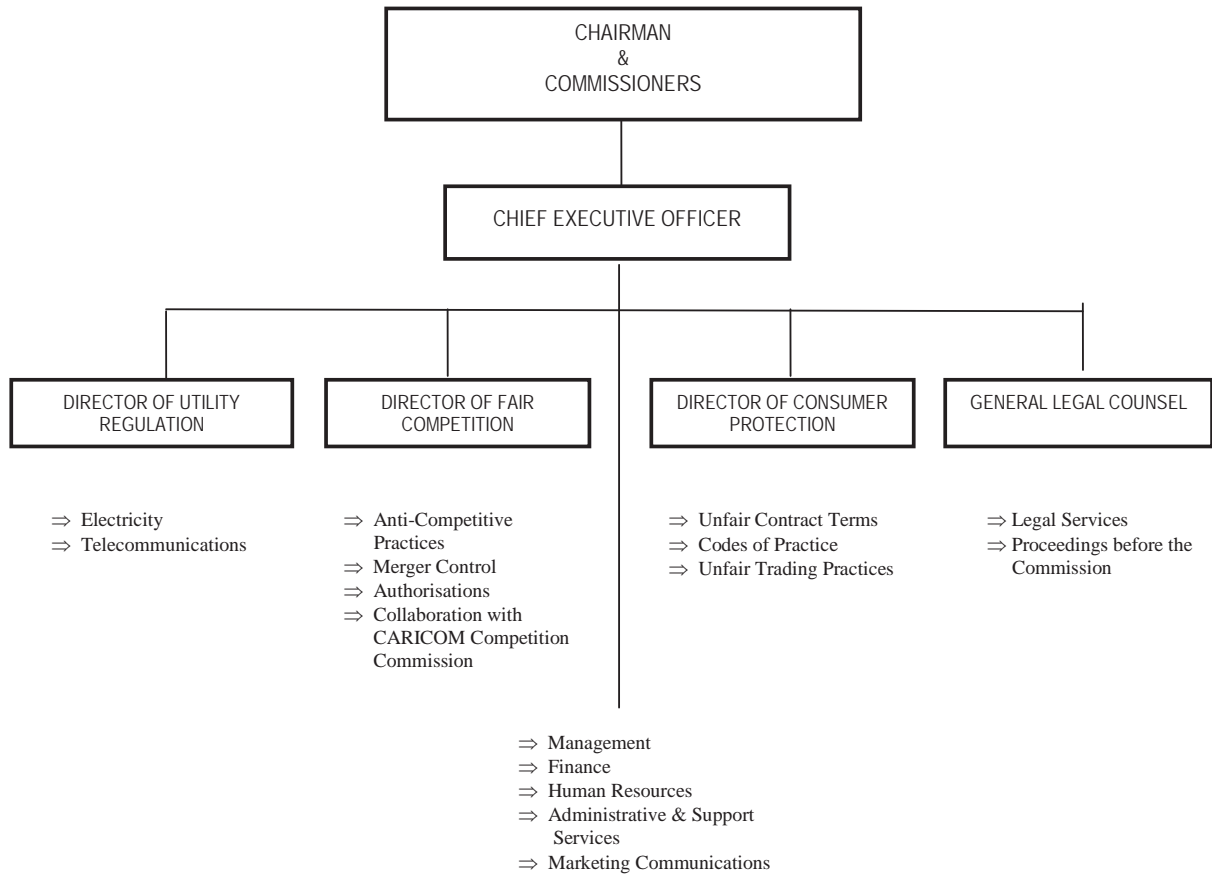 CHAIRMAN
&
COMMISSIONERS
CHIEF EXECUTIVE OFFICER
DIRECTOR OF UTILITY
REGULATION
DIRECTOR OF FAIR
COMPETITION
DIRECTOR OF CONSUMER
PROTECTION
GENERAL LEGAL COUNSEL
⇒ Electricity
⇒ Telecommunications
⇒ Anti-Competitive
Practices
⇒ Merger Control
⇒ Authorisations
⇒ Collaboration with
CARICOM Competition
Commission
⇒ Unfair Contract Terms
⇒ Codes of Practice
⇒ Unfair Trading Practices
⇒ Legal Services
⇒ Proceedings before the
Commission
⇒ Management
⇒ Finance
⇒ Human Resources
⇒ Administrative & Support
Services
⇒ Marketing Communications